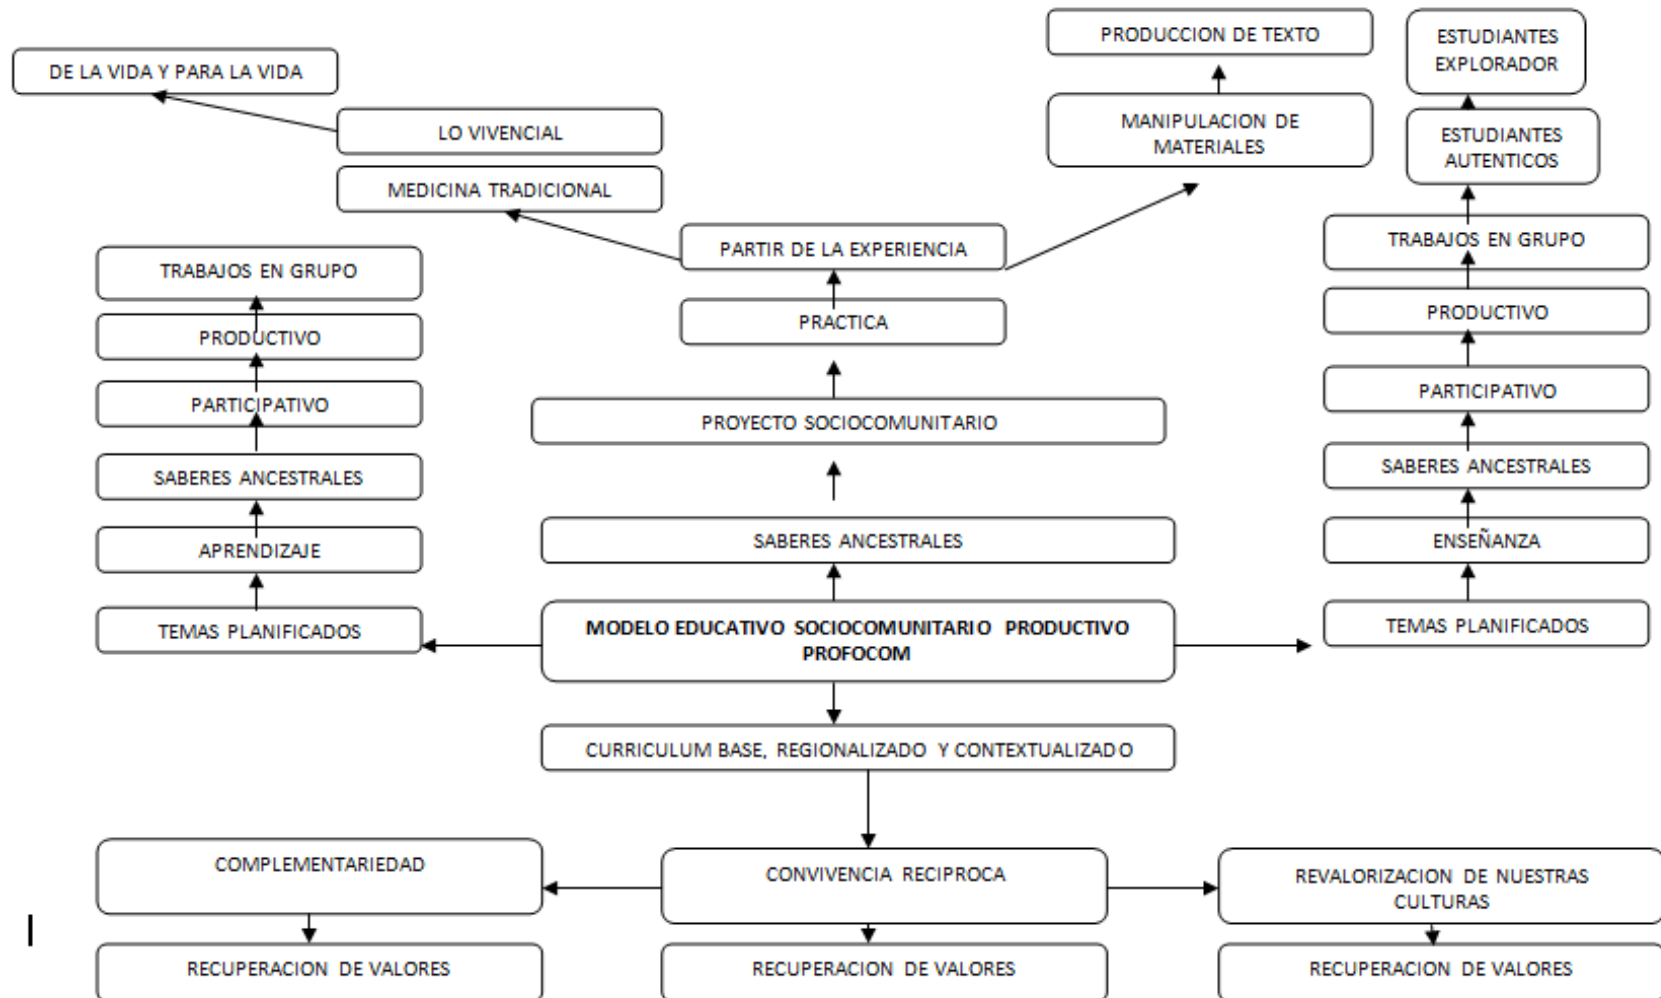 PRODUCCION DE TEXTO
ESTUDIANTES
EXPLORADOR
DE LA VIDA Y PARA LA VIDA
LO VIVENCIAL
MANIPULACION DE
MATERIALES
ESTUDIANTES
AUTENTICOS
MEDICINA TRADICIONAL
PARTIR DE LA EXPERIENCIA
TRABAJOS EN GRUPO
TRABAJOS EN GRUPO
PRACTICA
PRODUCTIVO
PRODUCTIVO
PARTICIPATIVO
PROYECTO SOCIOCOMUNITARIO
PARTICIPATIVO
SABERES ANCESTRALES
SABERES ANCESTRALES
APRENDIZAJE
SABERES ANCESTRALES
ENSEÑANZA
TEMAS PLANIFICADOS
MODELO EDUCATIVO SOCIOCOMUNITARIO PRODUCTIVO
PROFOCOM
TEMAS PLANIFICADOS
CURRICULUM BASE, REGIONALIZADO Y CONTEXTUALIZADO
COMPLEMENTARIEDAD
CONVIVENCIA RECIPROCA
REVALORIZACION DE NUESTRAS
CULTURAS
RECUPERACION DE VALORES
RECUPERACION DE VALORES
RECUPERACION DE VALORES